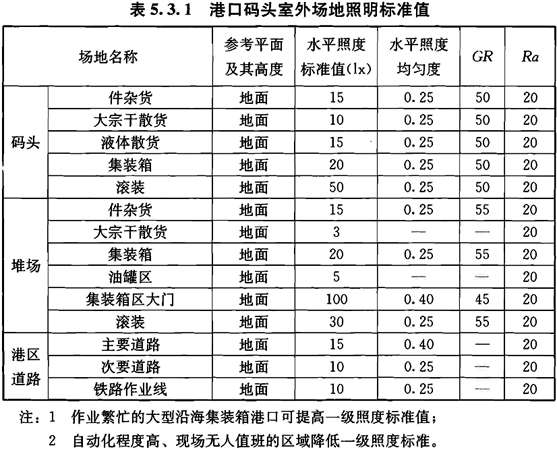 表5.3.1 港口码头室外场地照明标准值
场地名称 参考平面及其高度 水平照度标准值(lx) 水平照度均匀度 GR Ra
码头 件杂货 地面 15 0.25 50 20
大宗干散货 地面 10 0.25 50 20
液体散货 地面 15 0.25 50 20
集装箱 地面 20 0.25 50 20
滚装 地面 50 0.25 50 20
堆场 件杂货 地面 15 0.25 55 20
大宗干散货 地面 3 — — 20
集装箱 地面 20 0.25 55 20
油罐区 地面 5 — — 20
集装箱区大门 地面 100 0.40 45 20
滚装 地面 30 0.25 55 20
港区道路 主要道路 地面 15 0.40 — 20
次要道路 地面 10 0.25 — 20
铁路作业线 地面 10 0.25 — 20
注：1 作业繁忙的大型沿海集装箱港口可提高一级照度标准值；
2 自动化程度高、现场无人值班的区域降低一级照度标准。